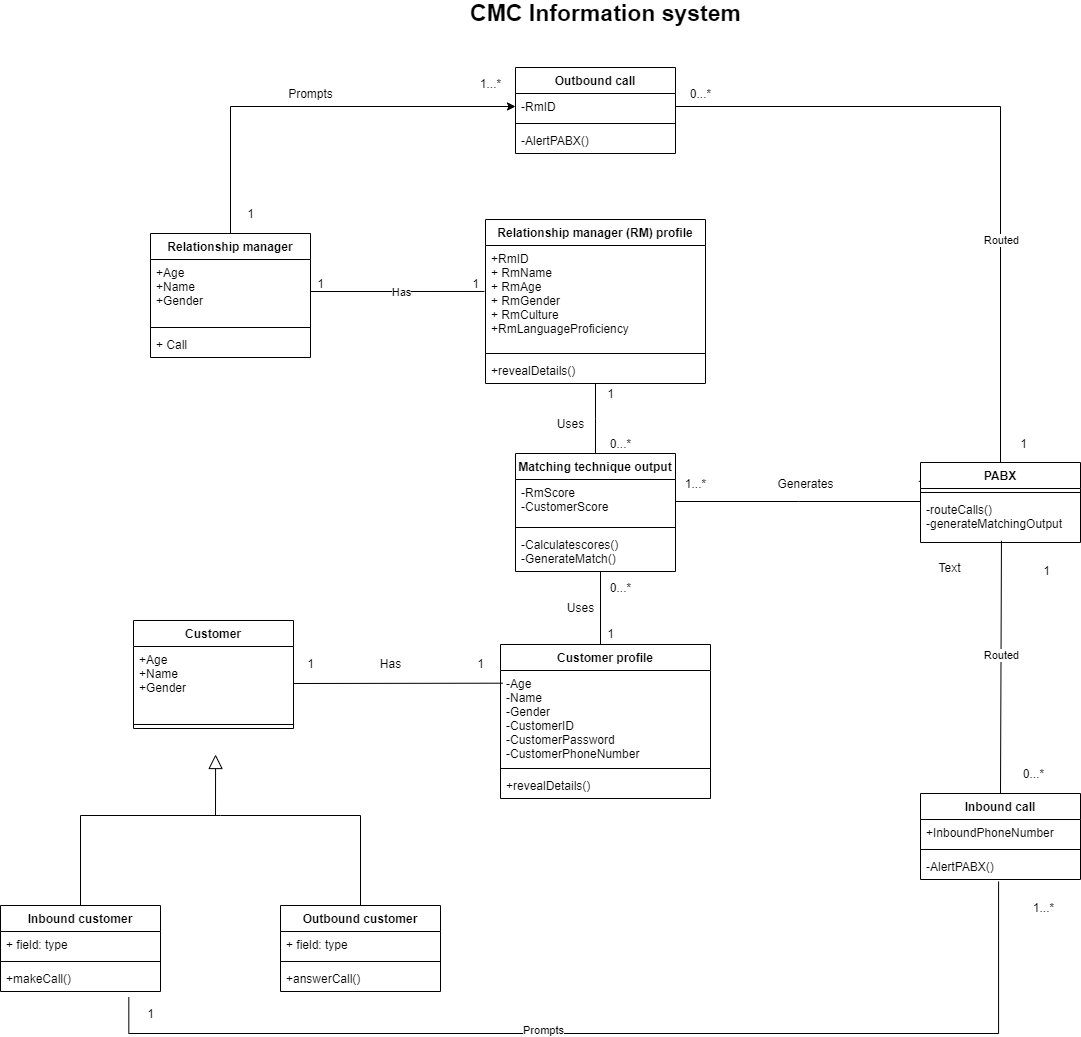 CMC Information system
Outbound call
-RmID
-AlertPABX()
Prompts
1...*
0...*
1
Routed
Relationship manager
+Age
+Name
+Gender
+ Call
1
Has
1
Relationship manager (RM) profile
+RmID
+ RmName
+ RmAge
+ RmGender
+ RmCulture
+RmLanguageProficiency
+revealDetails()
1
Uses
0...*
1
Matching technique output
-RmScore
-CustomerScore
-Calculatescores()
-GenerateMatch()
1...*
Generates
PABX
-routeCalls()
-generateMatchingOutput
Text
1
0...*
Uses
1
Customer
+Age
+Name
+Gender
1
Has
1
Customer profile
-Age
-Name
-Gender
-CustomerID
-CustomerPassword
-CustomerPhoneNumber
+revealDetails()
Routed
0...*
Inbound call
+InboundPhoneNumber
-AlertPABX()
1...*
Inbound customer
+ field: type
+makeCall()
Outbound customer
+ field: type
+answerCall()
1
Prompts